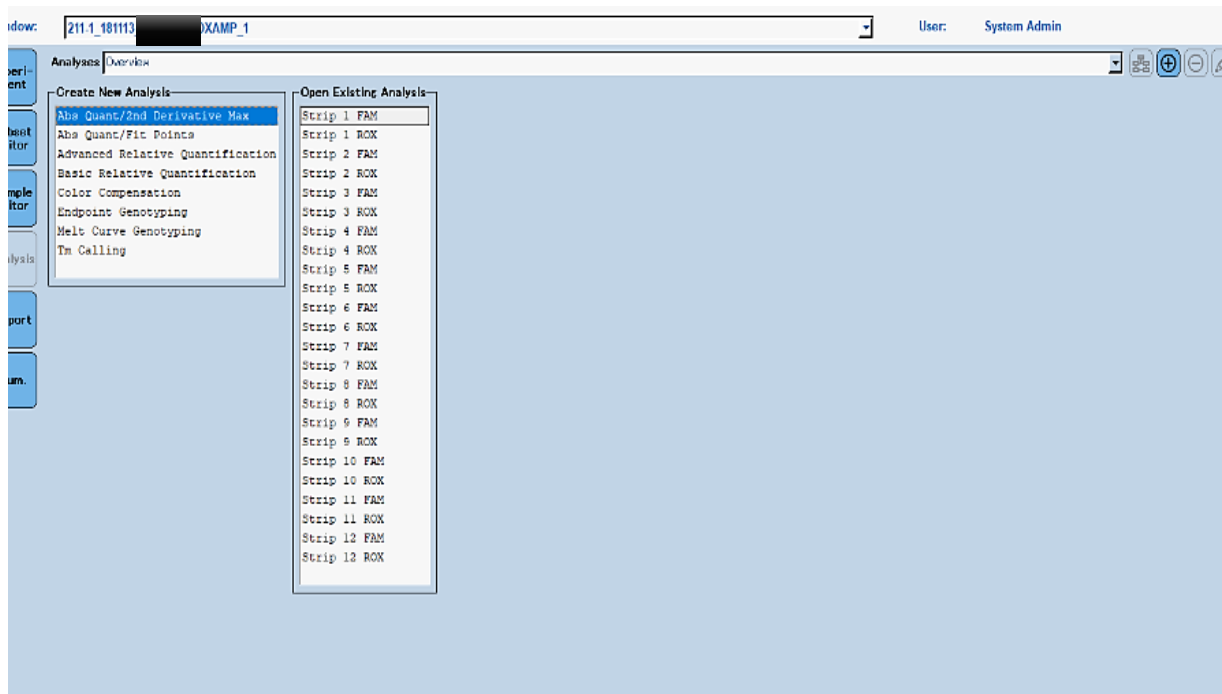 dow:
211-1_181113
OXAMP_1
User:
System Admin
Analyses
Overview
peri-
ent
bset
itor
mple
itor
alysis
port
um.
Create New Analysis
Abs Quant/2nd Derivative Max
Abs Quant/Fit Points
Advanced Relative Quantification
Basic Relative Quantification
Color Compensation
Endpoint Genotyping
Melt Curve Genotyping
Tm Calling
Open Existing Analysis
Strip 1 FAM
Strip 1 ROX
Strip 2 FAM
Strip 2 ROX
Strip 3 FAM
Strip 3 ROX
Strip 4 FAM
Strip 4 ROX
Strip 5 FAM
Strip 5 ROX
Strip 6 FAM
Strip 6 ROX
Strip 7 FAM
Strip 7 ROX
Strip 8 FAM
Strip 8 ROX
Strip 9 FAM
Strip 9 ROX
Strip 10 FAM
Strip 10 ROX
Strip 11 FAM
Strip 11 ROX
Strip 12 FAM
Strip 12 ROX